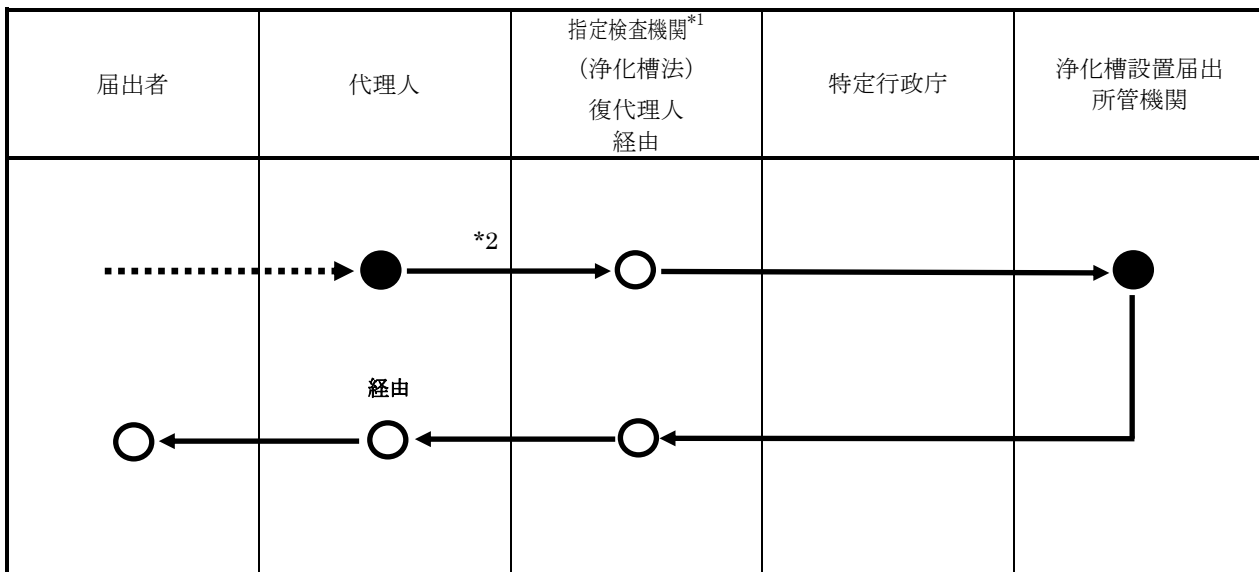 届出者
代理人
指定検査機関*1
（浄化槽法）
復代理人
経由
特定行政庁
浄化槽設置届出
所管機関
*2
経由